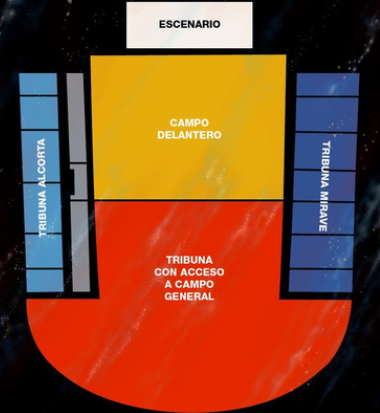 ESCENARIO
CAMPO
DELANTERO
TRIBUNA ALCORTA
TRIBUNA MIRAVE
TRIBUNA
CON ACCESO
A CAMPO
GENERAL